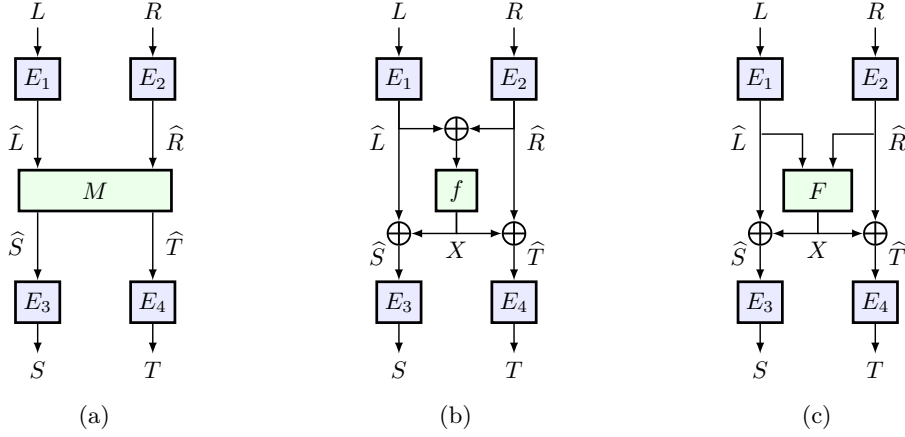 L R L R L R
E₁ E₂ E₁ E₂ E₁ E₂
L̂ R̂ L̂ R̂ L̂ R̂
M f F
Ŝ T̂ Ŝ X T̂ Ŝ X T̂
E₃ E₄ E₃ E₄ E₃ E₄
S T S T S T
(a) (b) (c)